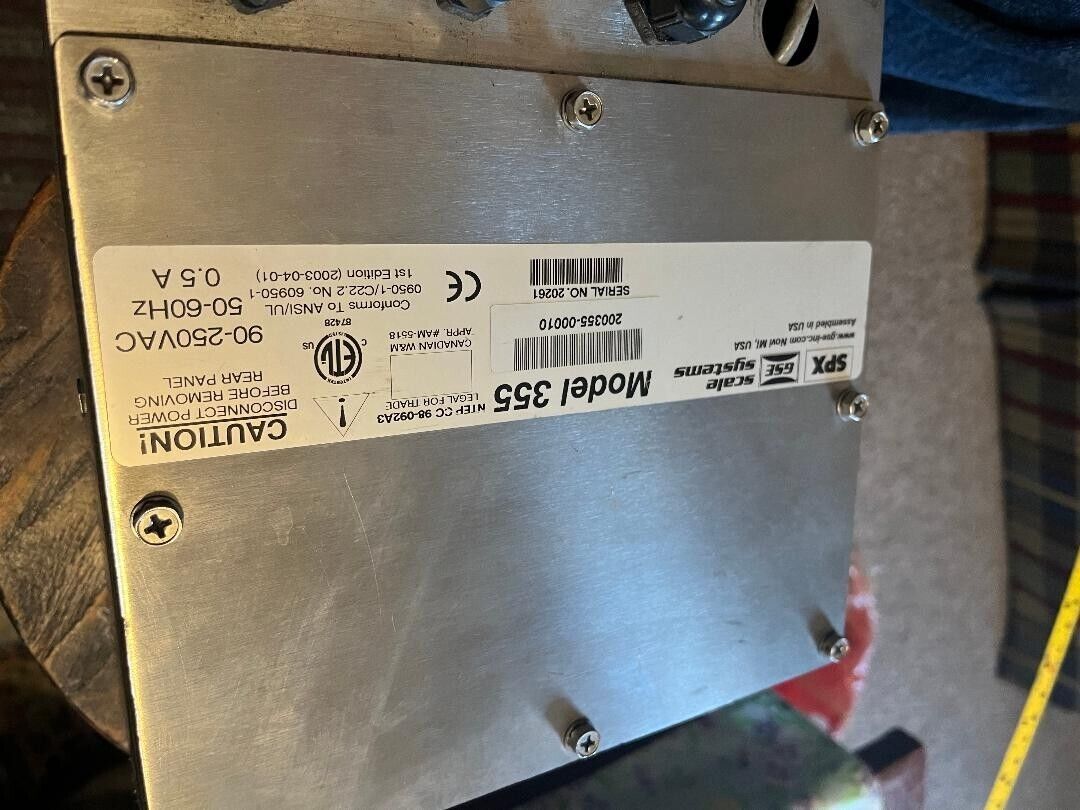 SPX
GSE
scale
systems
www.gse-inc.com Novi MI, USA
Assembled in USA
Model 355
200355-00010
SERIAL NO. 20261
NTEP CC 98-092A3
LEGAL FOR TRADE
CANADIAN W&M
APPR. #AM-5518
C
ETL
US
87428
CE
Conforms To ANSI/UL
0950-1/C22.2 No. 60950-1
1st Edition (2003-04-01)
!
CAUTION!
DISCONNECT POWER
BEFORE REMOVING
REAR PANEL
90-250VAC
50-60Hz
0.5 A